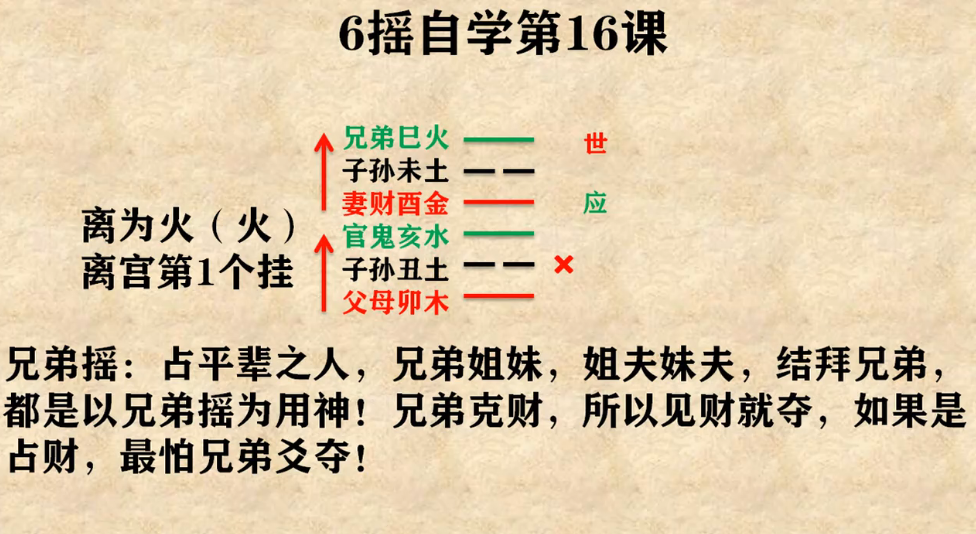 6摇自学第16课
兄弟巳火 世
子孙未土
妻财酉金 应
离为火（火）
官鬼亥水
离宫第1个挂
子孙丑土
父母卯木
兄弟摇：占平辈之人，兄弟姐妹，姐夫妹夫，结拜兄弟，
都是以兄弟摇为用神！兄弟克财，所以见财就夺，如果是
占财，最怕兄弟爻夺！